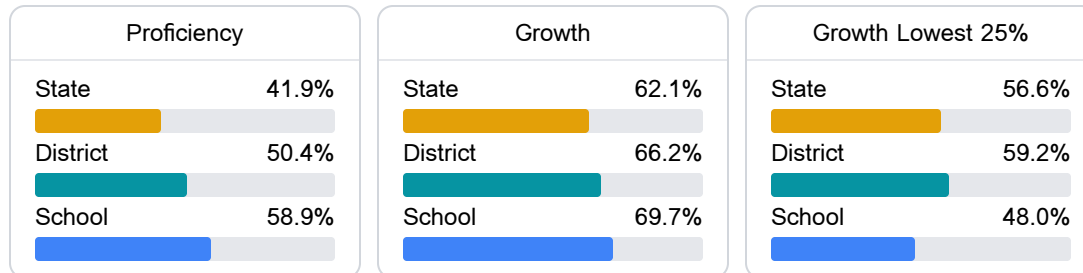 Proficiency
State 41.9%
District 50.4%
School 58.9%
Growth
State 62.1%
District 66.2%
School 69.7%
Growth Lowest 25%
State 56.6%
District 59.2%
School 48.0%